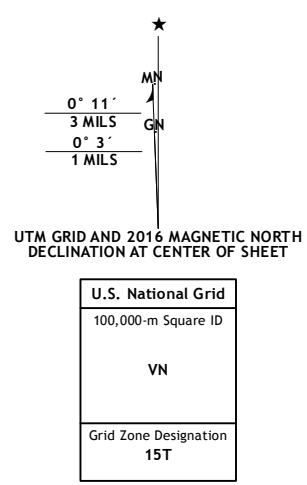 MN
0° 11´
3 MILS
GN
0° 3´
1 MILS
UTM GRID AND 2016 MAGNETIC NORTH
DECLINATION AT CENTER OF SHEET
U.S. National Grid
100,000-m Square ID
VN
Grid Zone Designation
15T